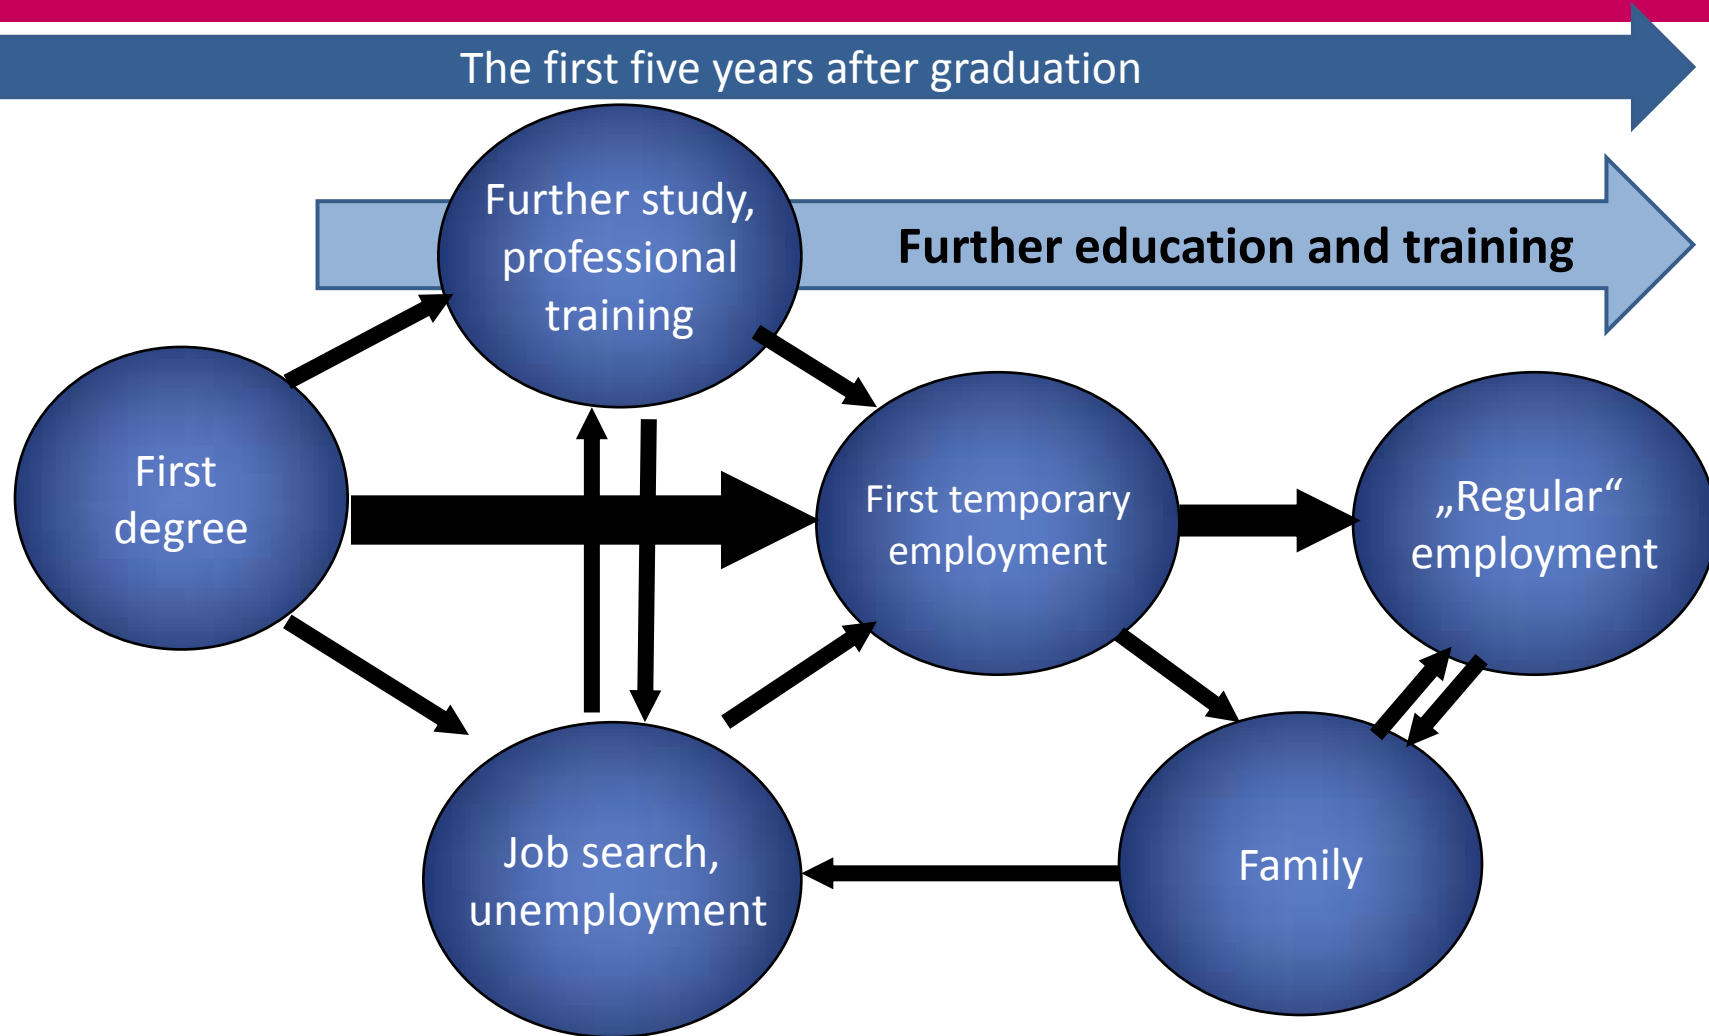 The first five years after graduation
Further study,
professional
training
Further education and training
First
degree
First temporary
employment
„Regular“
employment
Job search,
unemployment
Family